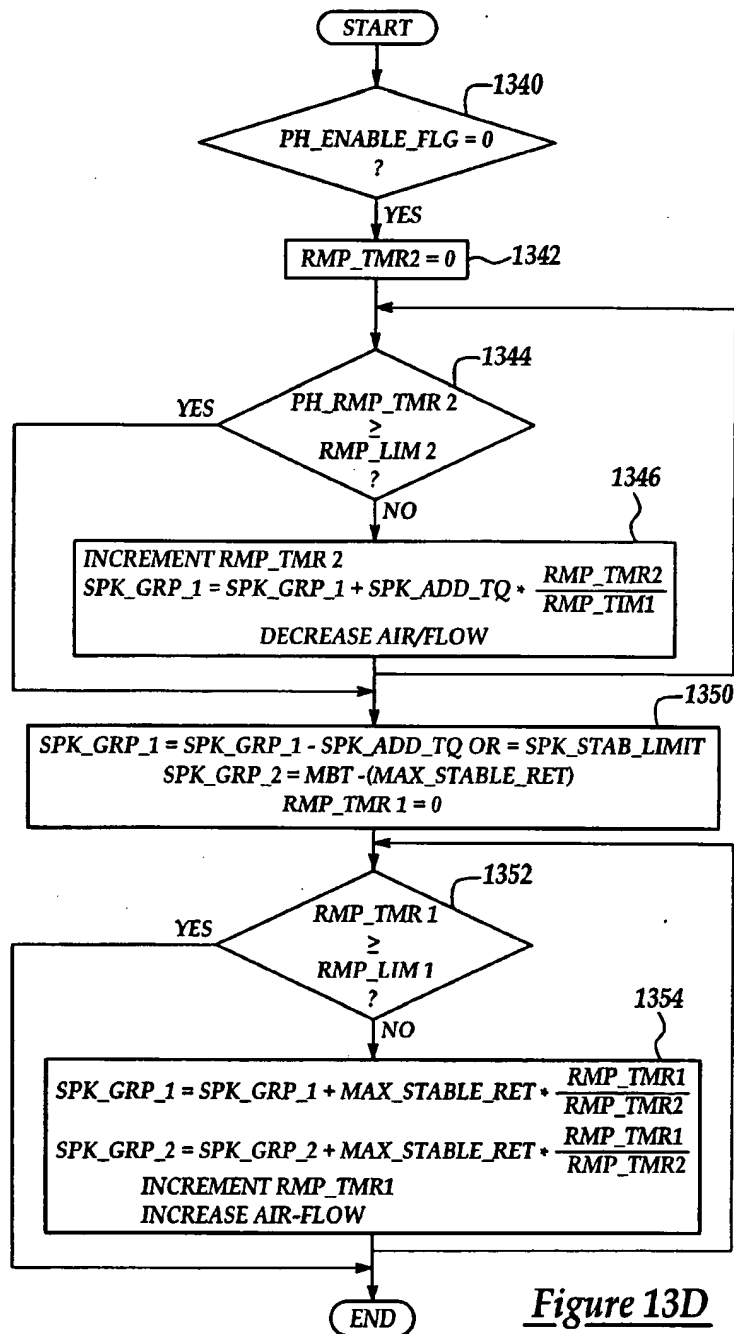 START
1340
PH_ENABLE_FLG = 0
?
YES
RMP_TMR2 = 0
1342
1344
YES
PH_RMP_TMR 2
≥
RMP_LIM 2
?
NO
1346
INCREMENT RMP_TMR 2
SPK_GRP_1 = SPK_GRP_1 + SPK_ADD_TQ * RMP_TMR2 / RMP_TIM1
DECREASE AIR/FLOW
1350
SPK_GRP_1 = SPK_GRP_1 - SPK_ADD_TQ OR = SPK_STAB_LIMIT
SPK_GRP_2 = MBT -(MAX_STABLE_RET)
RMP_TMR 1 = 0
1352
YES
RMP_TMR 1
≥
RMP_LIM 1
?
NO
1354
SPK_GRP_1 = SPK_GRP_1 + MAX_STABLE_RET * RMP_TMR1 / RMP_TMR2
SPK_GRP_2 = SPK_GRP_2 + MAX_STABLE_RET * RMP_TMR1 / RMP_TMR2
INCREMENT RMP_TMR1
INCREASE AIR-FLOW
END
Figure 13D